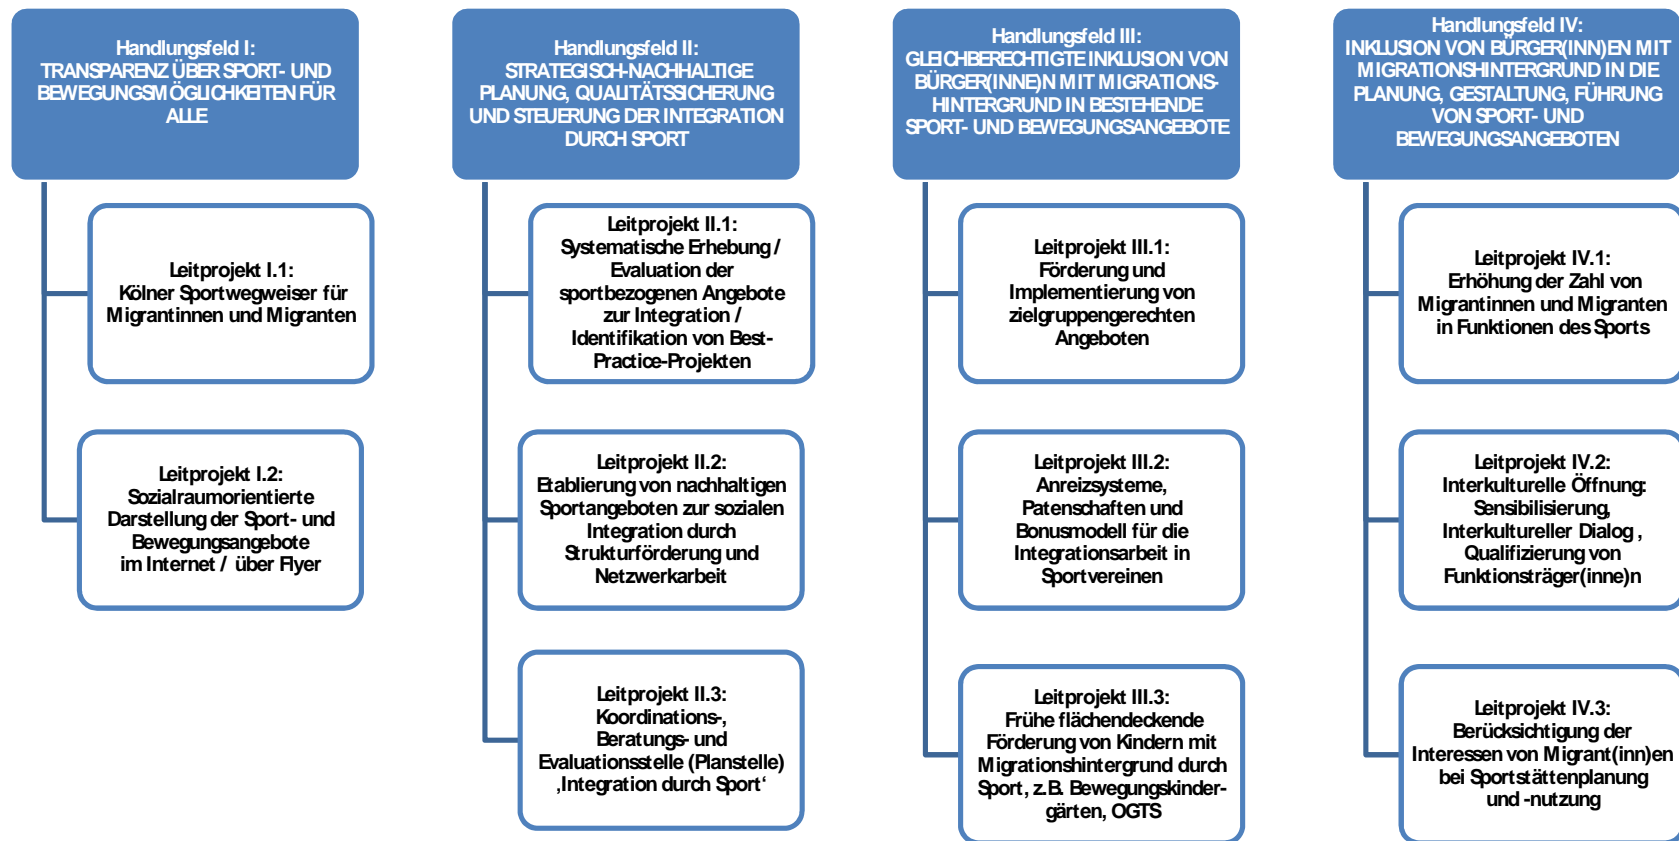 Handlungsfeld I:
TRANSPARENZ ÜBER SPORT- UND
BEWEGUNGSMÖGLICHKEITEN FÜR
ALLE
Leitprojekt I.1:
Kölner Sportwegweiser für
Migrantinnen und Migranten
Leitprojekt I.2:
Sozialraumorientierte
Darstellung der Sport- und
Bewegungsangebote
im Internet / über Flyer
Handlungsfeld II:
STRATEGISCH-NACHHALTIGE
PLANUNG, QUALITÄTSSICHERUNG
UND STEUERUNG DER INTEGRATION
DURCH SPORT
Leitprojekt II.1:
Systematische Erhebung /
Evaluation der
sportbezogenen Angebote
zur Integration /
Identifikation von Best-
Practice-Projekten
Leitprojekt II.2:
Etablierung von nachhaltigen
Sportangeboten zur sozialen
Integration durch
Strukturförderung und
Netzwerkarbeit
Leitprojekt II.3:
Koordinations-,
Beratungs- und
Evaluationsstelle (Planstelle)
‚Integration durch Sport‘
Handlungsfeld III:
GLEICHBERECHTIGTE INKLUSION VON
BÜRGER(INNE)N MIT MIGRATIONS-
HINTERGRUND IN BESTEHENDE
SPORT- UND BEWEGUNGSANGEBOTE
Leitprojekt III.1:
Förderung und
Implementierung von
zielgruppengerechten
Angeboten
Leitprojekt III.2:
Anreizsysteme,
Patenschaften und
Bonusmodell für die
Integrationsarbeit in
Sportvereinen
Leitprojekt III.3:
Frühe flächendeckende
Förderung von Kindern mit
Migrationshintergrund durch
Sport, z.B. Bewegungskinder-
gärten, OGTS
Handlungsfeld IV:
INKLUSION VON BÜRGER(INN)EN MIT
MIGRATIONSHINTERGRUND IN DIE
PLANUNG, GESTALTUNG, FÜHRUNG
VON SPORT- UND
BEWEGUNGSANGEBOTEN
Leitprojekt IV.1:
Erhöhung der Zahl von
Migrantinnen und Migranten
in Funktionen des Sports
Leitprojekt IV.2:
Interkulturelle Öffnung:
Sensibilisierung,
Interkultureller Dialog ,
Qualifizierung von
Funktionsträger(inne)n
Leitprojekt IV.3:
Berücksichtigung der
Interessen von Migrant(inn)en
bei Sportstättenplanung
und -nutzung